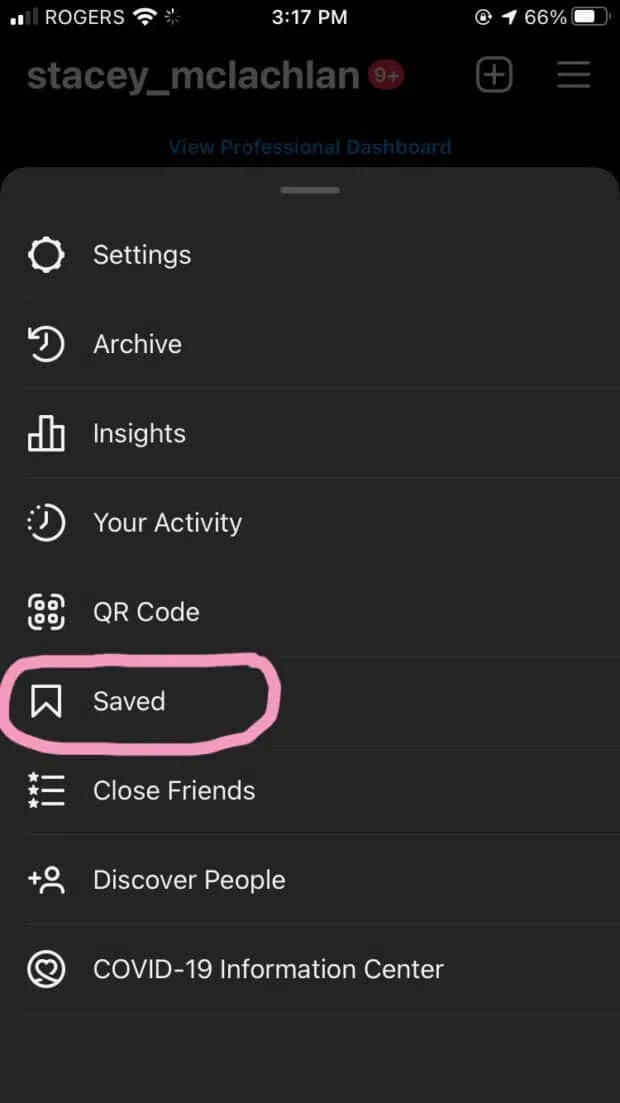 ROGERS 3:17 PM 66%
stacey_mclachlan 9+
View Professional Dashboard
Settings
Archive
Insights
Your Activity
QR Code
Saved
Close Friends
Discover People
COVID-19 Information Center